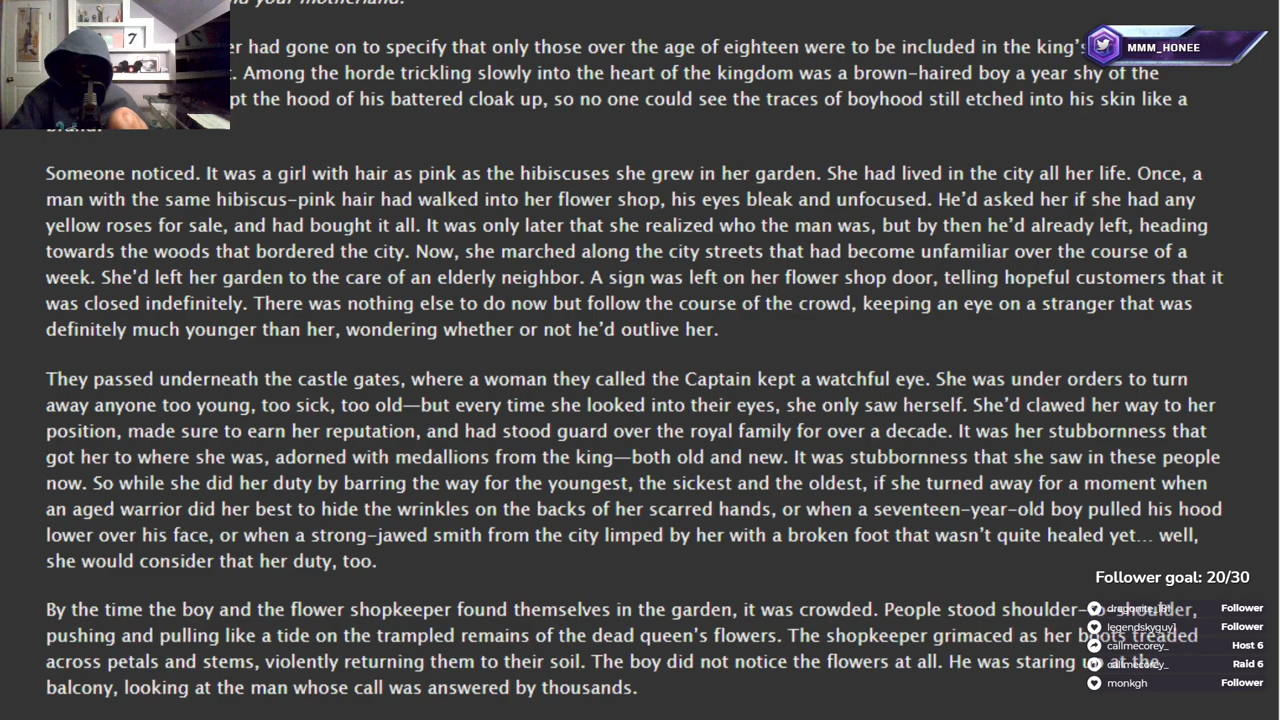 nd your motherland.
er had gone on to specify that only those over the age of eighteen were to be included in the king's
7
MMM_HONEE
. Among the horde trickling slowly into the heart of the kingdom was a brown-haired boy a year shy of the
pt the hood of his battered cloak up, so no one could see the traces of boyhood still etched into his skin like a
brand.
Someone noticed. It was a girl with hair as pink as the hibiscuses she grew in her garden. She had lived in the city all her life. Once, a
man with the same hibiscus-pink hair had walked into her flower shop, his eyes bleak and unfocused. He'd asked her if she had any
yellow roses for sale, and had bought it all. It was only later that she realized who the man was, but by then he'd already left, heading
towards the woods that bordered the city. Now, she marched along the city streets that had become unfamiliar over the course of a
week. She'd left her garden to the care of an elderly neighbor. A sign was left on her flower shop door, telling hopeful customers that it
was closed indefinitely. There was nothing else to do now but follow the course of the crowd, keeping an eye on a stranger that was
definitely much younger than her, wondering whether or not he'd outlive her.
They passed underneath the castle gates, where a woman they called the Captain kept a watchful eye. She was under orders to turn
away anyone too young, too sick, too old—but every time she looked into their eyes, she only saw herself. She'd clawed her way to her
position, made sure to earn her reputation, and had stood guard over the royal family for over a decade. It was her stubbornness that
got her to where she was, adorned with medallions from the king—both old and new. It was stubbornness that she saw in these people
now. So while she did her duty by barring the way for the youngest, the sickest and the oldest, if she turned away for a moment when
an aged warrior did her best to hide the wrinkles on the backs of her scarred hands, or when a seventeen-year-old boy pulled his hood
lower over his face, or when a strong-jawed smith from the city limped by her with a broken foot that wasn't quite healed yet… well,
she would consider that her duty, too.
Follower goal: 20/30
By the time the boy and the flower shopkeeper found themselves in the garden, it was crowded. People stood shoulder-to-shoulder,
pushing and pulling like a tide on the trampled remains of the dead queen's flowers. The shopkeeper grimaced as her boots treaded
across petals and stems, violently returning them to their soil. The boy did not notice the flowers at all. He was staring up at the
balcony, looking at the man whose call was answered by thousands.
Follower
legendskyguy1 Follower
callmecorey_ Host 6
callmecorey_ Raid 6
monkgh Follower